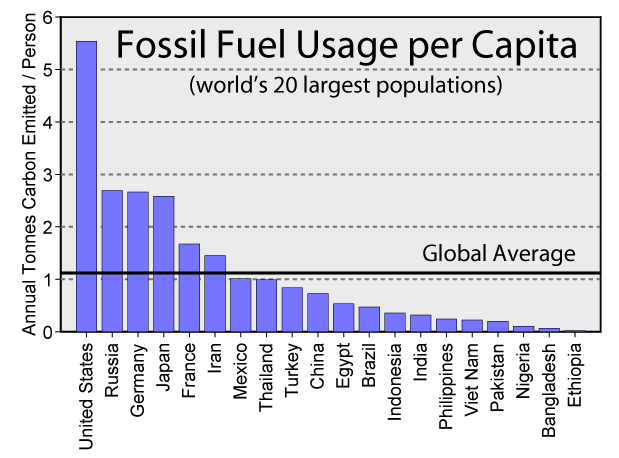 Fossil Fuel Usage per Capita
(world's 20 largest populations)
Annual Tonnes Carbon Emitted / Person
6
5
4
3
2
1
0
Global Average
United States
Russia
Germany
Japan
France
Iran
Mexico
Thailand
Turkey
China
Egypt
Brazil
Indonesia
India
Philippines
Viet Nam
Pakistan
Nigeria
Bangladesh
Ethiopia